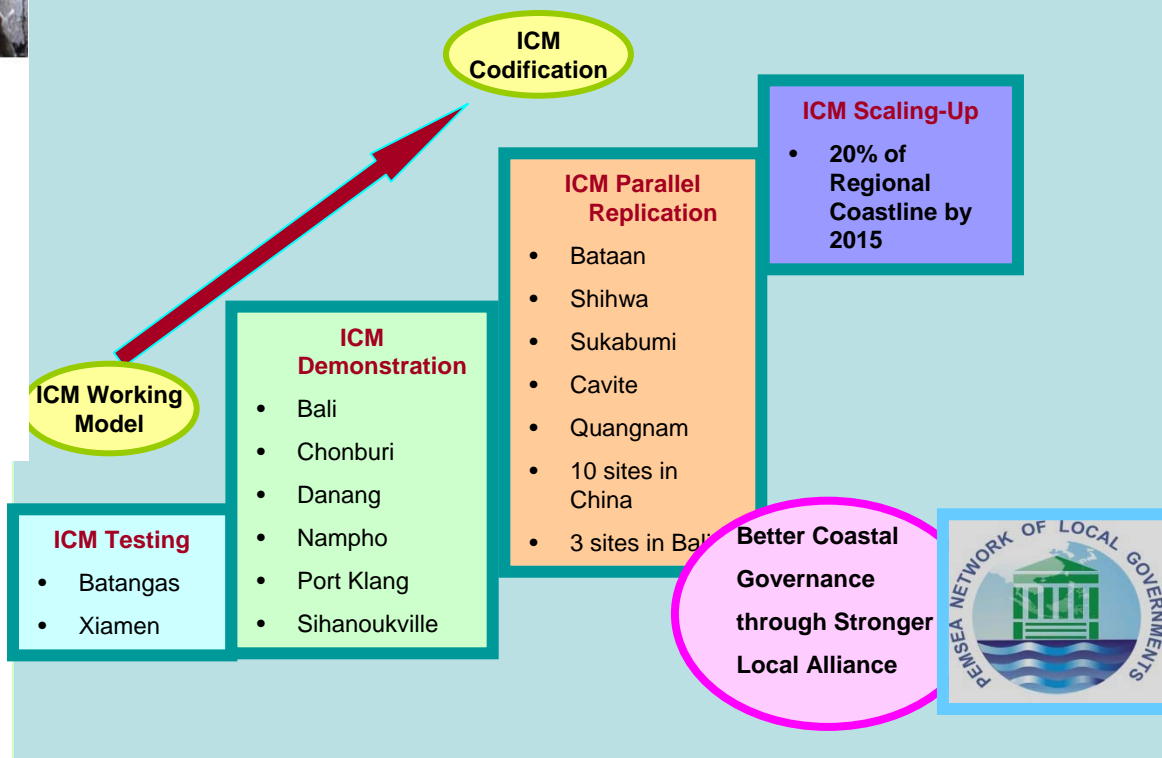 ICM
Codification
ICM Scaling-Up
• 20% of
Regional
Coastline by
2015
ICM Parallel
Replication
• Bataan
• Shihwa
• Sukabumi
• Cavite
• Quangnam
• 10 sites in
China
• 3 sites in Bali
ICM
Demonstration
• Bali
• Chonburi
• Danang
• Nampho
• Port Klang
• Sihanoukville
ICM Working
Model
ICM Testing
• Batangas
• Xiamen
Better Coastal
Governance
through Stronger
Local Alliance
PEMSEA NETWORK OF LOCAL GOVERNMENTS